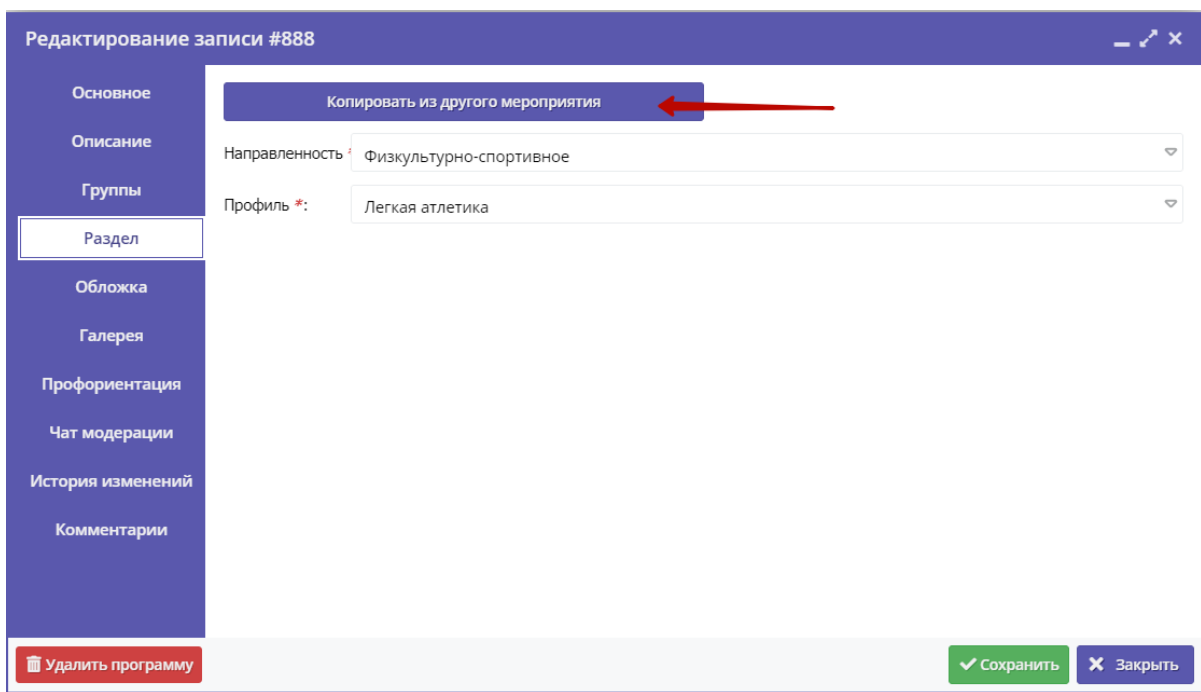 Редактирование записи #888
Основное
Описание
Группы
Раздел
Обложка
Галерея
Профориентация
Чат модерации
История изменений
Комментарии
Копировать из другого мероприятия
Направленность * Физкультурно-спортивное
Профиль *: Легкая атлетика
Удалить программу
Сохранить
Закрыть